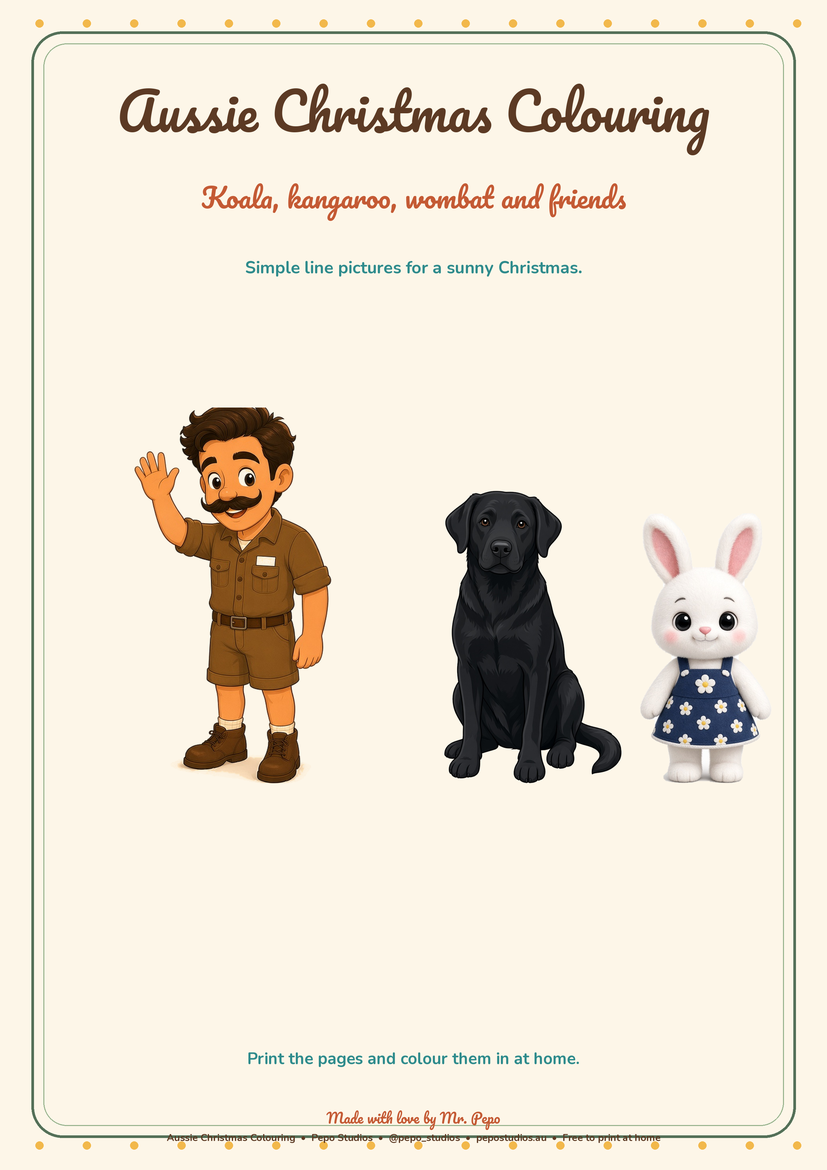 Aussie Christmas Colouring
Koala, kangaroo, wombat and friends
Simple line pictures for a sunny Christmas.
Print the pages and colour them in at home.
Made with love by Mr. Pepo
Aussie Christmas Colouring • Pepo Studios • @pepo_studios • pepostudios.au • Free to print at home